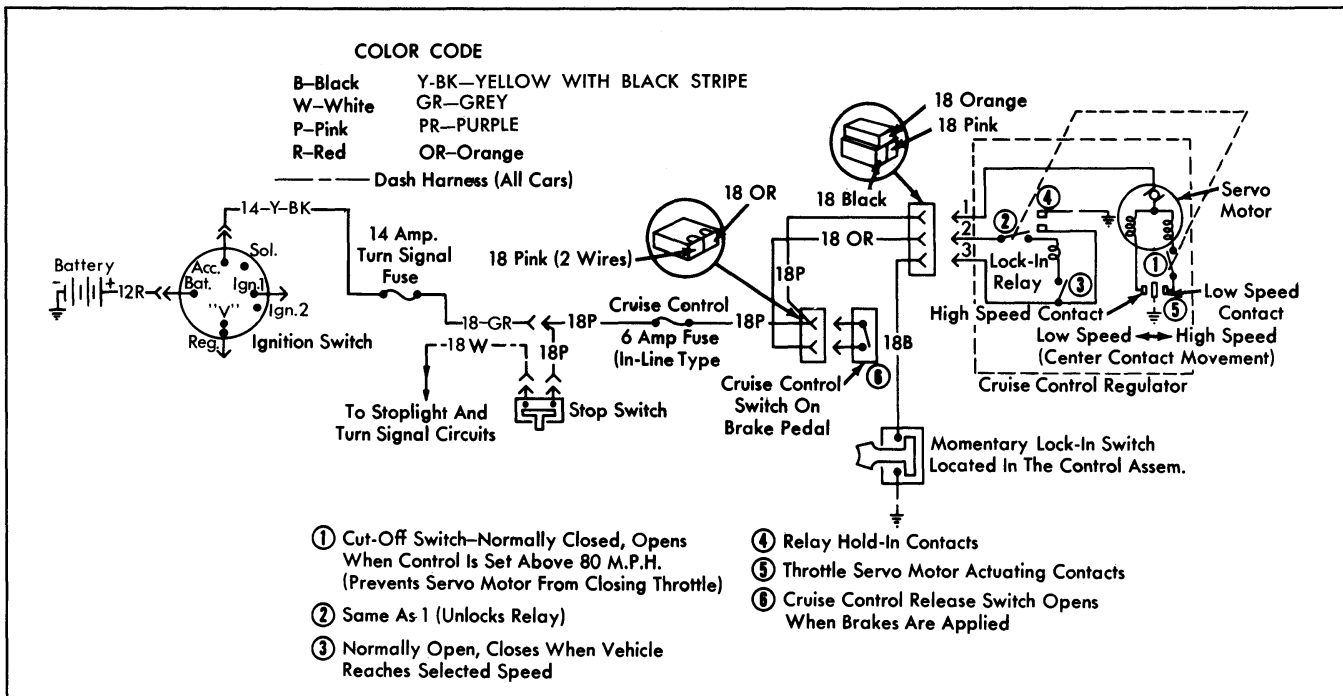 COLOR CODE
B–Black Y-BK—YELLOW WITH BLACK STRIPE
W–White GR—GREY
P–Pink PR—PURPLE
R–Red OR—Orange
Dash Harness (All Cars)
14-Y-BK
14 Amp.
Turn Signal
Fuse
Battery
- +
12R
Acc.
Sol.
Bat.
Ign.1
"V"
Ign.2
Reg.
Ignition Switch
18-GR
18P
18 W
18P
To Stoplight And
Turn Signal Circuits
Stop Switch
Cruise Control
6 Amp Fuse
(In-Line Type
18P
18 Pink (2 Wires)
18 OR
18 Orange
18 Pink
18 Black
18 OR
18P
18B
Cruise Control
Switch On
Brake Pedal
6
1
2
3
2
4
Lock-In
Relay
3
Servo
Motor
1
5
High Speed Contact
Low Speed
Contact
Low Speed High Speed
(Center Contact Movement)
Cruise Control Regulator
Momentary Lock-In Switch
Located In The Control Assem.
1 Cut-Off Switch–Normally Closed, Opens
When Control Is Set Above 80 M.P.H.
(Prevents Servo Motor From Closing Throttle)
2 Same As 1 (Unlocks Relay)
3 Normally Open, Closes When Vehicle
Reaches Selected Speed
4 Relay Hold-In Contacts
5 Throttle Servo Motor Actuating Contacts
6 Cruise Control Release Switch Opens
When Brakes Are Applied